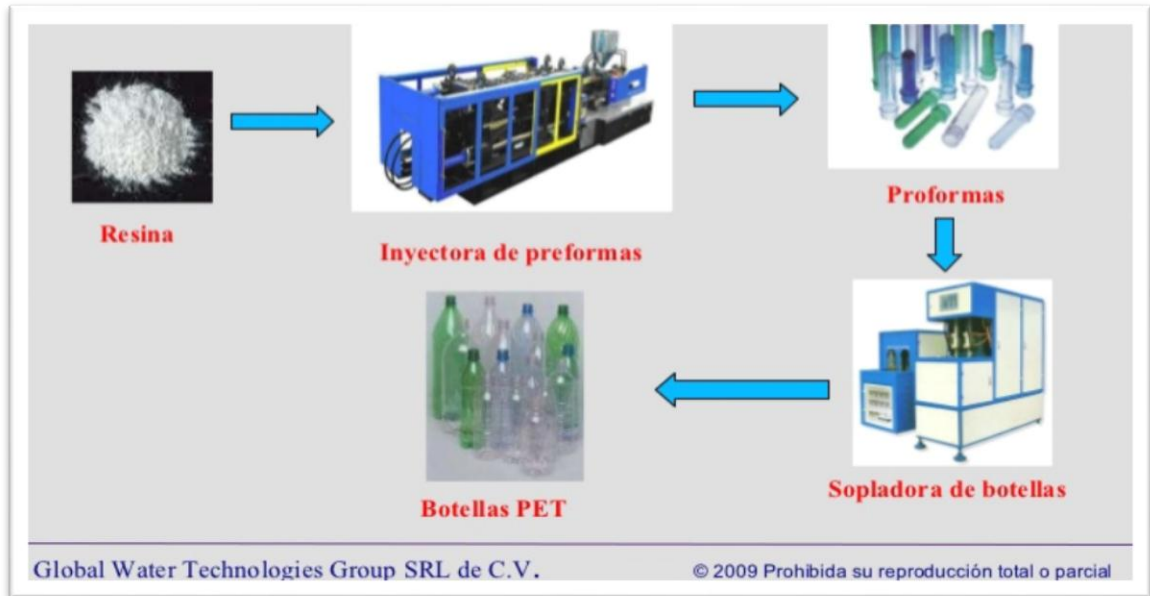 Resina
Inyectora de preformas
Proformas
Sopladora de botellas
Botellas PET
Global Water Technologies Group SRL de C.V.
© 2009 Prohibida su reproducción total o parcial